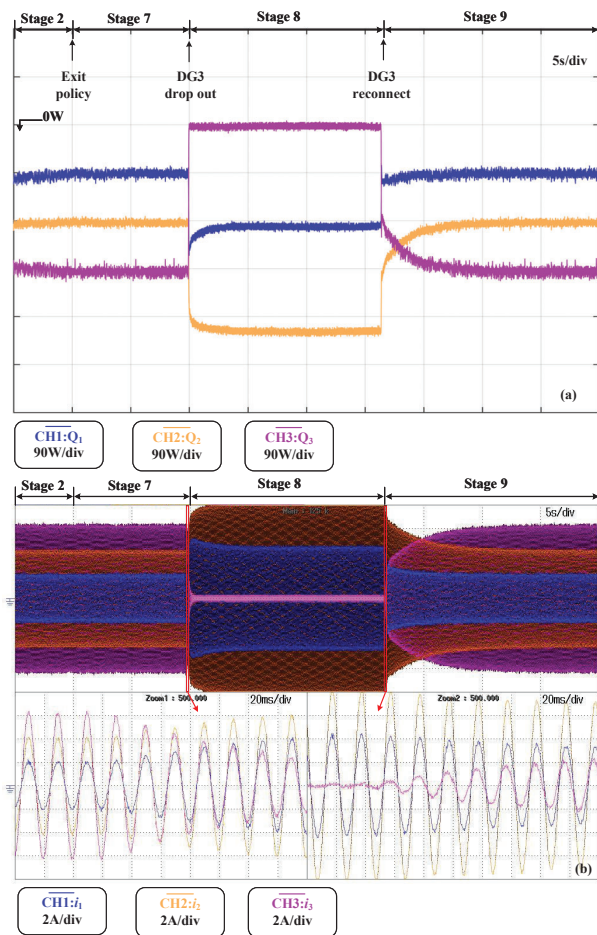 Stage 2 Stage 7 Stage 8 Stage 9
Exit policy
DG3 drop out
DG3 reconnect
5s/div
0W
(a)
CH1:Q1
90W/div
CH2:Q2
90W/div
CH3:Q3
90W/div
Stage 2 Stage 7 Stage 8 Stage 9
5s/div
Zoom1 : 500.000 20ms/div Zoom2 : 500.000 20ms/div
(b)
CH1:i1
2A/div
CH2:i2
2A/div
CH3:i3
2A/div